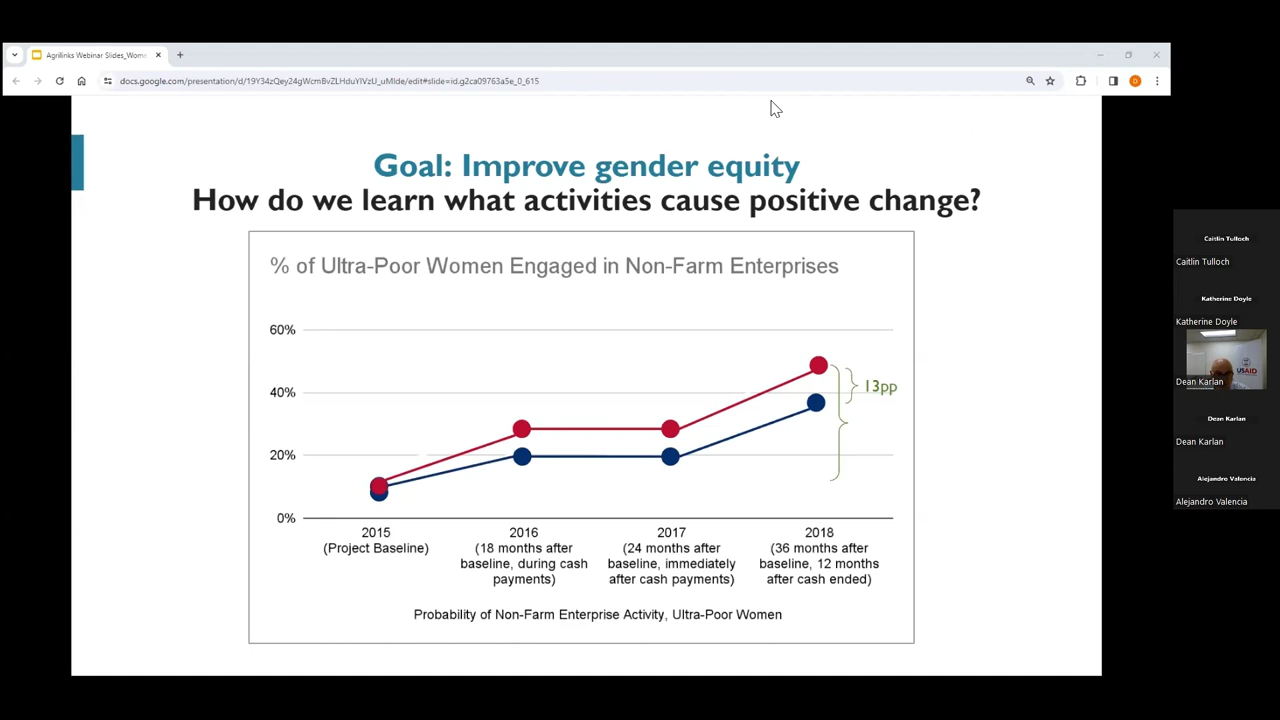 Agrilinks Webinar Slides_Wome
docs.google.com/presentation/d/19Y34zQey24gWcmBvZLHduYlVzU_uMlde/edit#slide=id.g2ca09763a5e_0_615
D
Goal: Improve gender equity
How do we learn what activities cause positive change?
% of Ultra-Poor Women Engaged in Non-Farm Enterprises
60%
40%
20%
0%
13pp
2015
(Project Baseline)
2016
(18 months after
baseline, during cash
payments)
2017
(24 months after
baseline, immediately
after cash payments)
2018
(36 months after
baseline, 12 months
after cash ended)
Probability of Non-Farm Enterprise Activity, Ultra-Poor Women
Caitlin Tulloch
Caitlin Tulloch
Katherine Doyle
Katherine Doyle
USAID
Dean Karlan
Dean Karlan
Dean Karlan
Alejandro Valencia
Alejandro Valencia